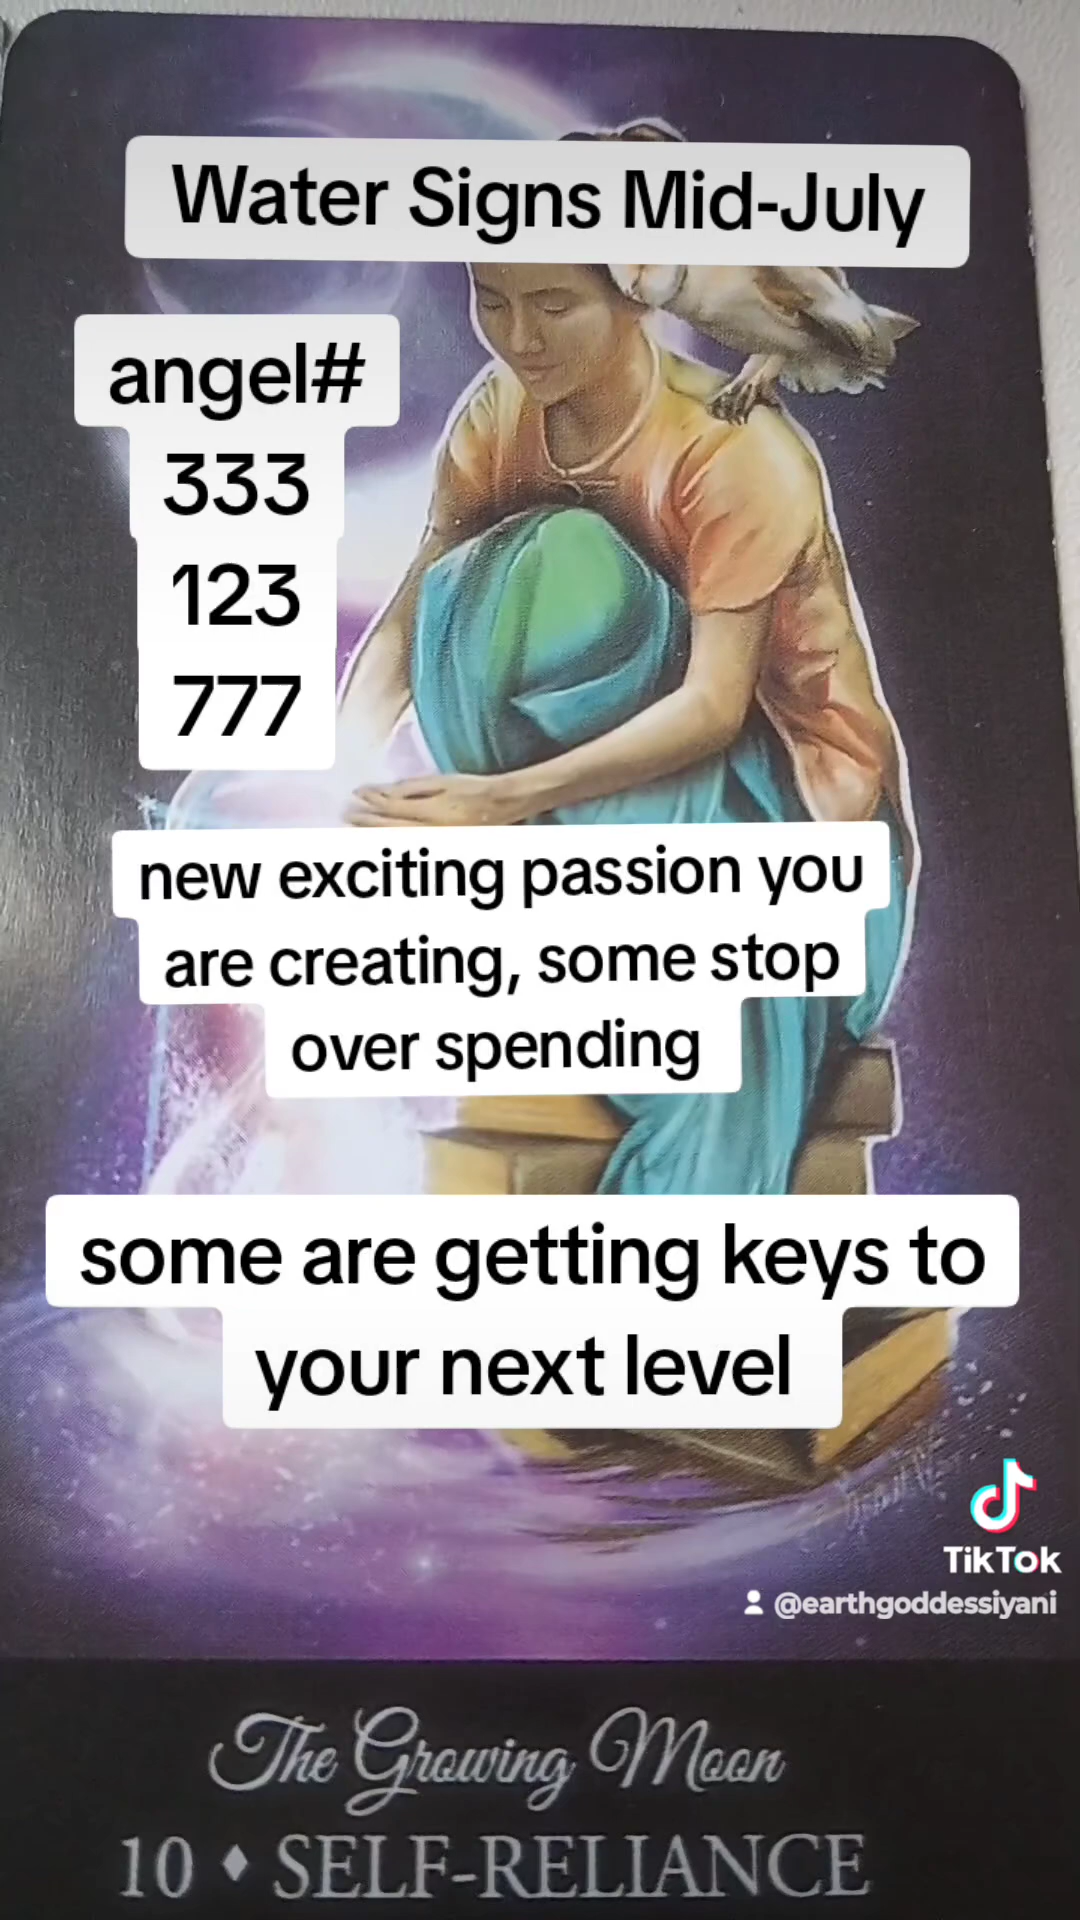 Water Signs Mid-July
angel#
333
123
777
new exciting passion you
are creating, some stop
over spending
some are getting keys to
your next level
TikTok
@earthgoddessiyani
The Growing Moon
10 ♦ SELF-RELIANCE